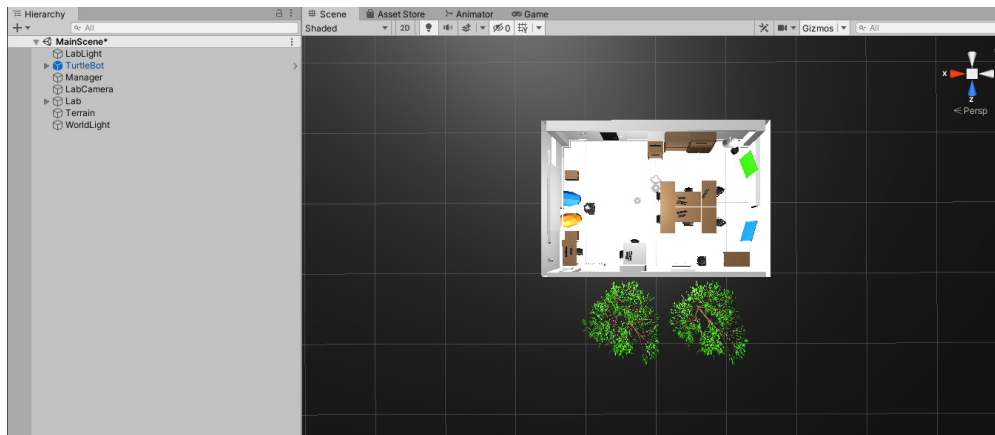 Hierarchy
All
MainScene*
LabLight
TurtleBot
Manager
LabCamera
Lab
Terrain
WorldLight
Scene Asset Store Animator Game
Shaded 2D 0 Gizmos All
x
z
Persp